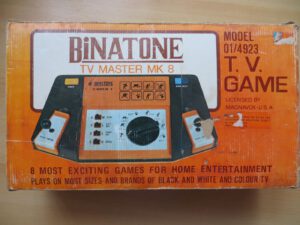 BINATONE
TV MASTER MK 8
MODEL
01/4923
T. V.
GAME
LICENSED BY
MAGNAVOX-U.S.A
BINATONE
8 MOST EXCITING GAMES FOR HOME ENTERTAINMENT
PLAYS ON MOST SIZES AND BRANDS OF BLACK AND WHITE AND COLOUR TV